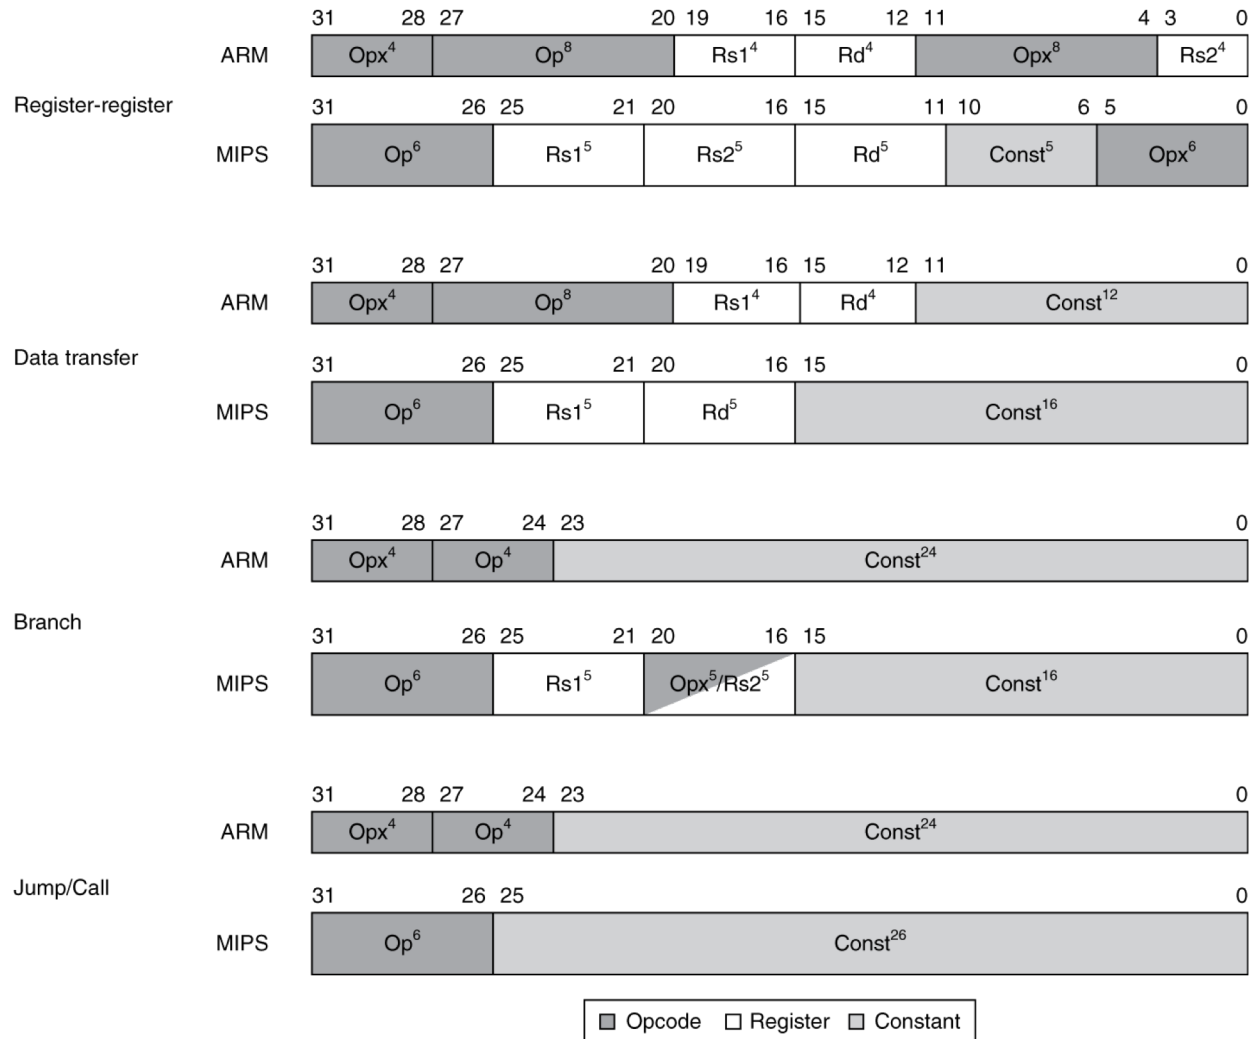 31 28 27 20 19 16 15 12 11 4 3 0
ARM Opx⁴ Op⁸ Rs1⁴ Rd⁴ Opx⁸ Rs2⁴
Register-register
31 26 25 21 20 16 15 11 10 6 5 0
MIPS Op⁶ Rs1⁵ Rs2⁵ Rd⁵ Const⁵ Opx⁶
31 28 27 20 19 16 15 12 11 0
ARM Opx⁴ Op⁸ Rs1⁴ Rd⁴ Const¹²
Data transfer
31 26 25 21 20 16 15 0
MIPS Op⁶ Rs1⁵ Rd⁵ Const¹⁶
31 28 27 24 23 0
ARM Opx⁴ Op⁴ Const²⁴
Branch
31 26 25 21 20 16 15 0
MIPS Op⁶ Rs1⁵ Opx⁵/Rs2⁵ Const¹⁶
31 28 27 24 23 0
ARM Opx⁴ Op⁴ Const²⁴
Jump/Call
31 26 25 0
MIPS Op⁶ Const²⁶
Opcode Register Constant